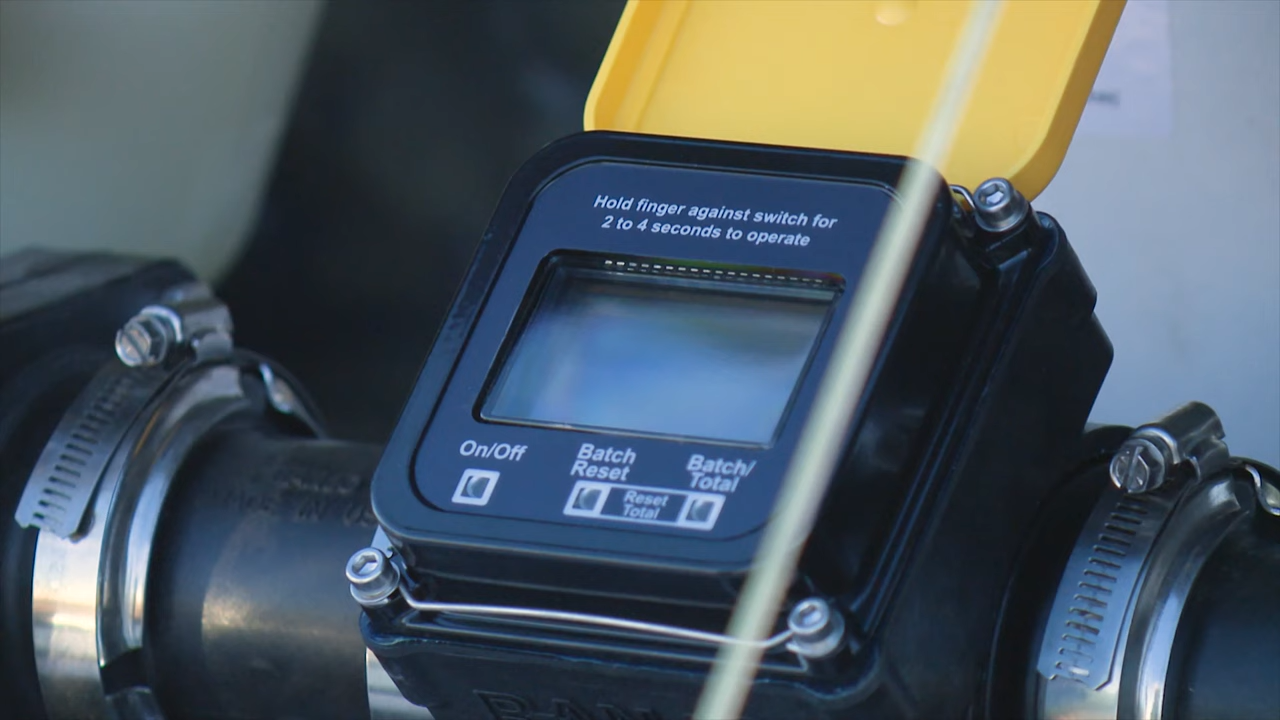 Hold finger against switch for
2 to 4 seconds to operate
On/Off
Batch
Reset
Batch/
Total
Reset
Total